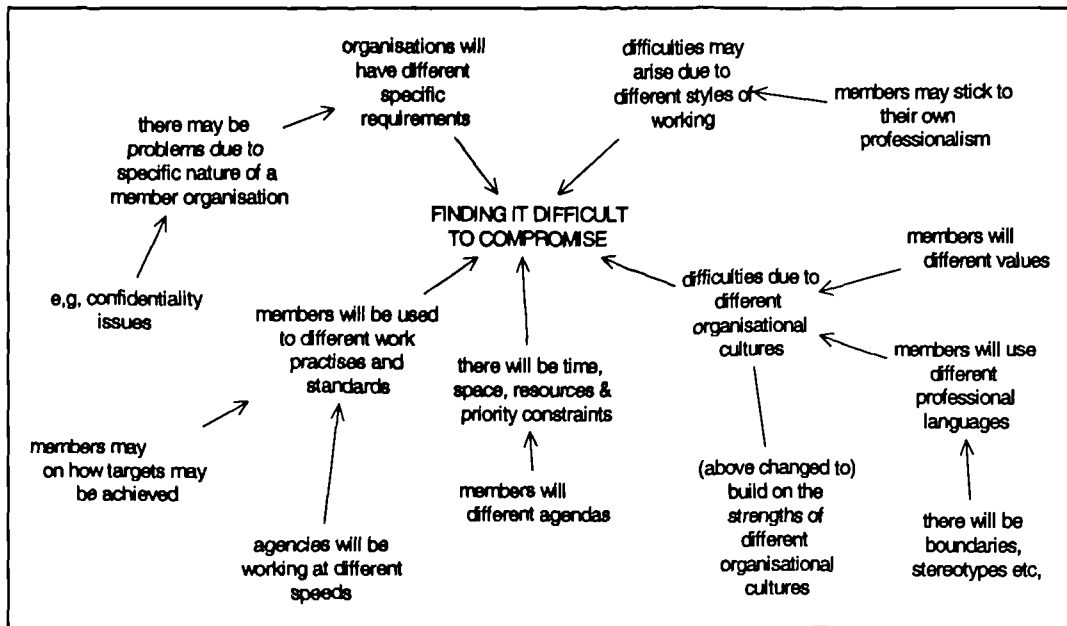 organisations will
have different
specific
requirements
difficulties may
arise due to
different styles of
working
members may stick to
their own
professionalism
there may be
problems due to
specific nature of a
member organisation
FINDING IT DIFFICULT
TO COMPROMISE
members will
different values
e,g, confidentiality
issues
members will be used
to different work
practises and
standards
difficulties due to
different
organisational
cultures
there will be time,
space, resources &
priority constraints
members will use
different
professional
languages
members may
on how targets may
be achieved
members will
different agendas
(above changed to)
build on the
strengths of
different
organisational
cultures
agencies will be
working at different
speeds
there will be
boundaries,
stereotypes etc,